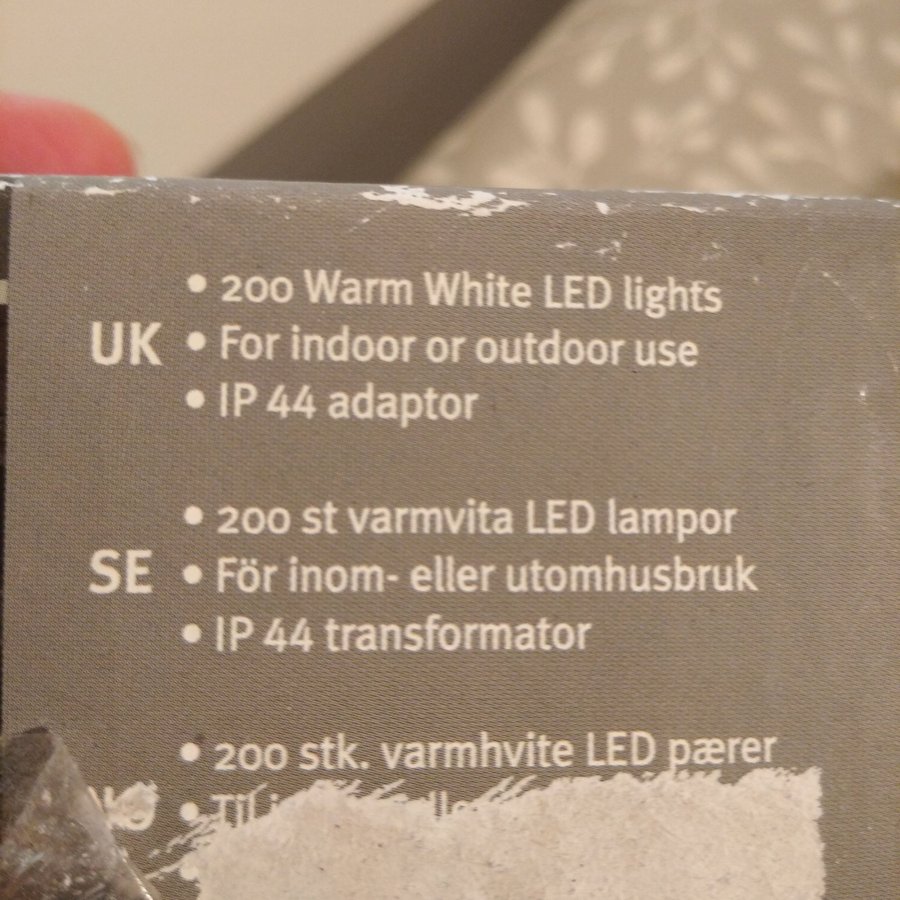 UK
• 200 Warm White LED lights
• For indoor or outdoor use
• IP 44 adaptor
SE
• 200 st varmvita LED lampor
• För inom- eller utomhusbruk
• IP 44 transformator
• 200 stk. varmhvite LED pærer
• Til